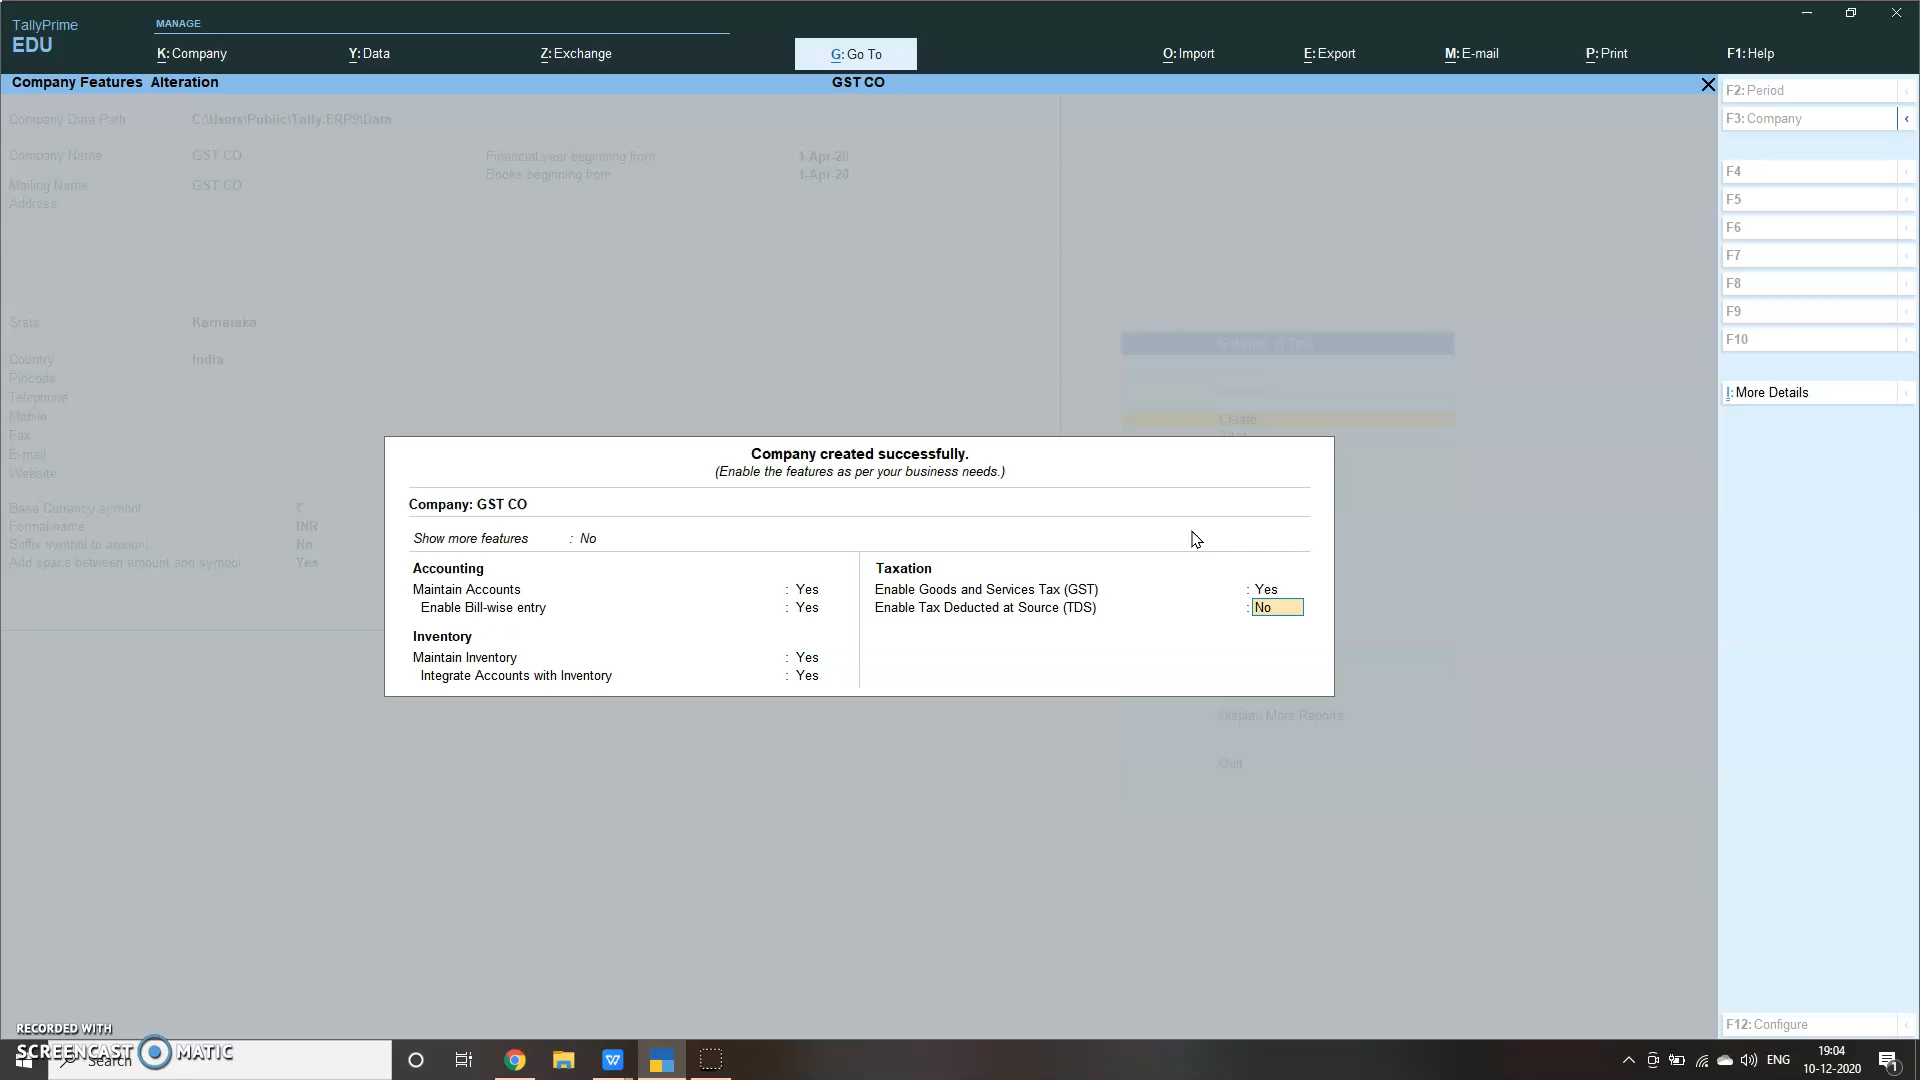 TallyPrime
EDU
MANAGE
K: Company
Y: Data
Z: Exchange
G: Go To
O: Import
E: Export
M: E-mail
P: Print
F1: Help
Company Features Alteration
GST CO
Company Data Path C:\Users\Public\Tally.ERP9\Data
Company Name GST CO
Financial year beginning from 1-Apr-20
Books beginning from 1-Apr-20
Mailing Name GST CO
Address
State Karnataka
Country India
Pincode
Telephone
Mobile
Fax
E-mail
Website
Base Currency symbol ₹
Formal name INR
Suffix symbol to amount No
Add space between amount and symbol Yes
Gateway of Tally
Create
Alter
Company created successfully.
(Enable the features as per your business needs.)
Company: GST CO
Show more features : No
Accounting
Maintain Accounts : Yes
Enable Bill-wise entry : Yes
Inventory
Maintain Inventory : Yes
Integrate Accounts with Inventory : Yes
Taxation
Enable Goods and Services Tax (GST) : Yes
Enable Tax Deducted at Source (TDS) : No
Display More Reports
Quit
F2: Period
F3: Company
F4
F5
F6
F7
F8
F9
F10
I: More Details
F12: Configure
RECORDED WITH
SCREENCAST MATIC
Search
ENG
19:04
10-12-2020
1